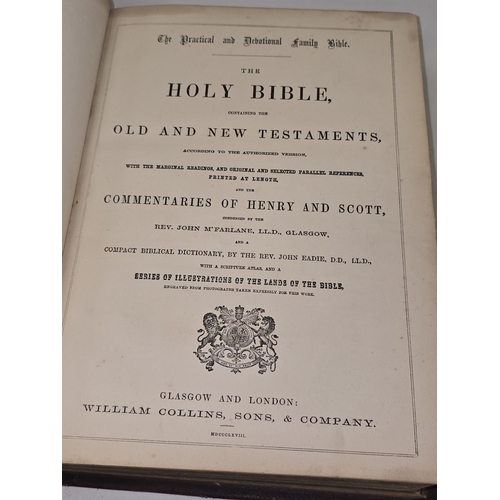 The Practical and Devotional Family Bible.
THE
HOLY BIBLE,
CONTAINING THE
OLD AND NEW TESTAMENTS,
ACCORDING TO THE AUTHORIZED VERSION,
WITH THE MARGINAL READINGS, AND ORIGINAL AND SELECTED PARALLEL REFERENCES,
PRINTED AT LENGTH,
AND THE
COMMENTARIES OF HENRY AND SCOTT,
CONDENSED BY THE
REV. JOHN M'FARLANE, LL.D., GLASGOW,
AND A
COMPACT BIBLICAL DICTIONARY, BY THE REV. JOHN EADIE, D.D., LL.D.,
WITH A SCRIPTURE ATLAS, AND A
SERIES OF ILLUSTRATIONS OF THE LANDS OF THE BIBLE,
ENGRAVED FROM PHOTOGRAPHS TAKEN EXPRESSLY FOR THIS WORK.
GLASGOW AND LONDON:
WILLIAM COLLINS, SONS, & COMPANY.
MDCCCLXVIII.